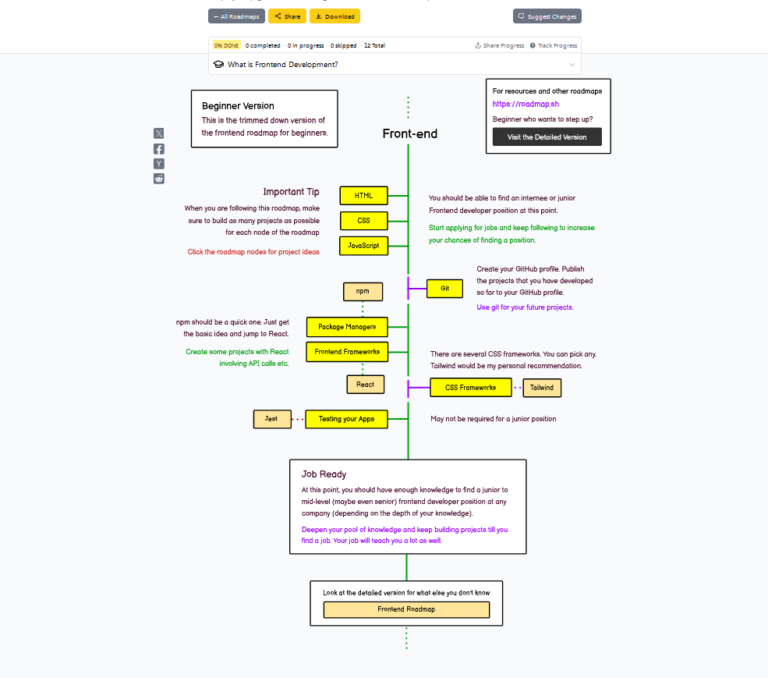 ← All Roadmaps
Share
Download
Suggest Changes
0% DONE 0 completed · 0 in progress · 0 skipped · 12 Total
Share Progress
Track Progress
What is Frontend Development?
Beginner Version
This is the trimmed down version of
the frontend roadmap for beginners.
For resources and other roadmaps
https://roadmap.sh
Beginner who wants to step up?
Visit the Detailed Version
Front-end
Important Tip
When you are following this roadmap, make
sure to build as many projects as possible
for each node of the roadmap
Click the roadmap nodes for project ideas
HTML
CSS
JavaScript
You should be able to find an internee or junior
Frontend developer position at this point.
Start applying for jobs and keep following to increase
your chances of finding a position.
Create your GitHub profile. Publish
the projects that you have developed
so far to your GitHub profile.
Use git for your future projects.
Git
npm
npm should be a quick one. Just get
the basic idea and jump to React.
Create some projects with React
involving API calls etc.
Package Managers
Frontend Frameworks
React
There are several CSS frameworks. You can pick any.
Tailwind would be my personal recommendation.
CSS Frameworks
Tailwind
Jest
Testing your Apps
May not be required for a junior position
Job Ready
At this point, you should have enough knowledge to find a junior to
mid-level (maybe even senior) frontend developer position at any
company (depending on the depth of your knowledge).
Deepen your pool of knowledge and keep building projects till you
find a job. Your job will teach you a lot as well.
Look at the detailed version for what else you don't know
Frontend Roadmap